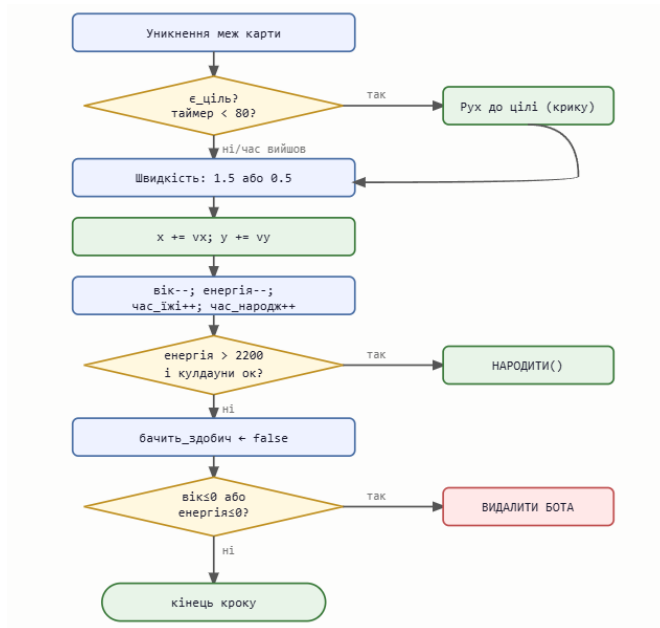 Уникнення меж карти
є_ціль?
таймер < 80?
так
Рух до цілі (крику)
ні/час вийшов
Швидкість: 1.5 або 0.5
x += vx; y += vy
вік--; енергія--;
час_їжі++; час_народж++
енергія > 2200
і кулдауни ок?
так
НАРОДИТИ()
ні
бачить_здобич ← false
вік≤0 або
енергія≤0?
так
ВИДАЛИТИ БОТА
ні
кінець кроку